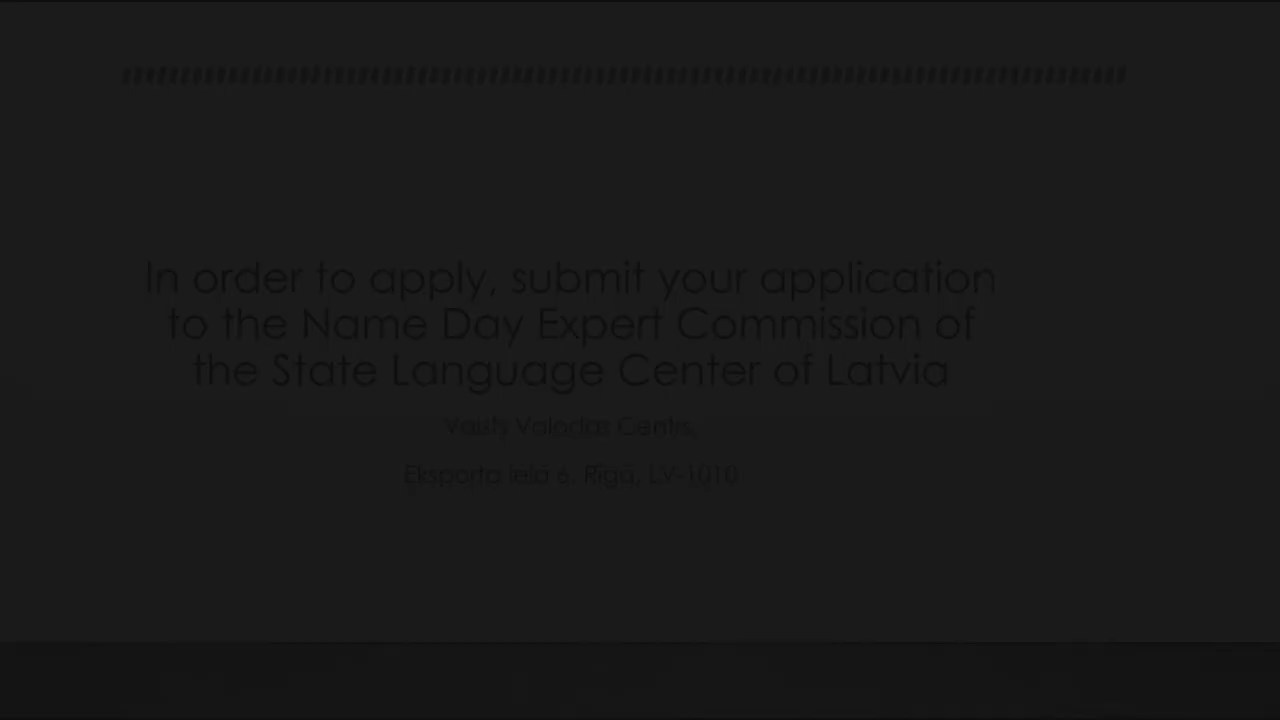 In order to apply, submit your application
to the Name Day Expert Commission of
the State Language Center of Latvia
Valsts Valodas Centrs,
Eksporta ielā 6, Rīgā, LV-1010